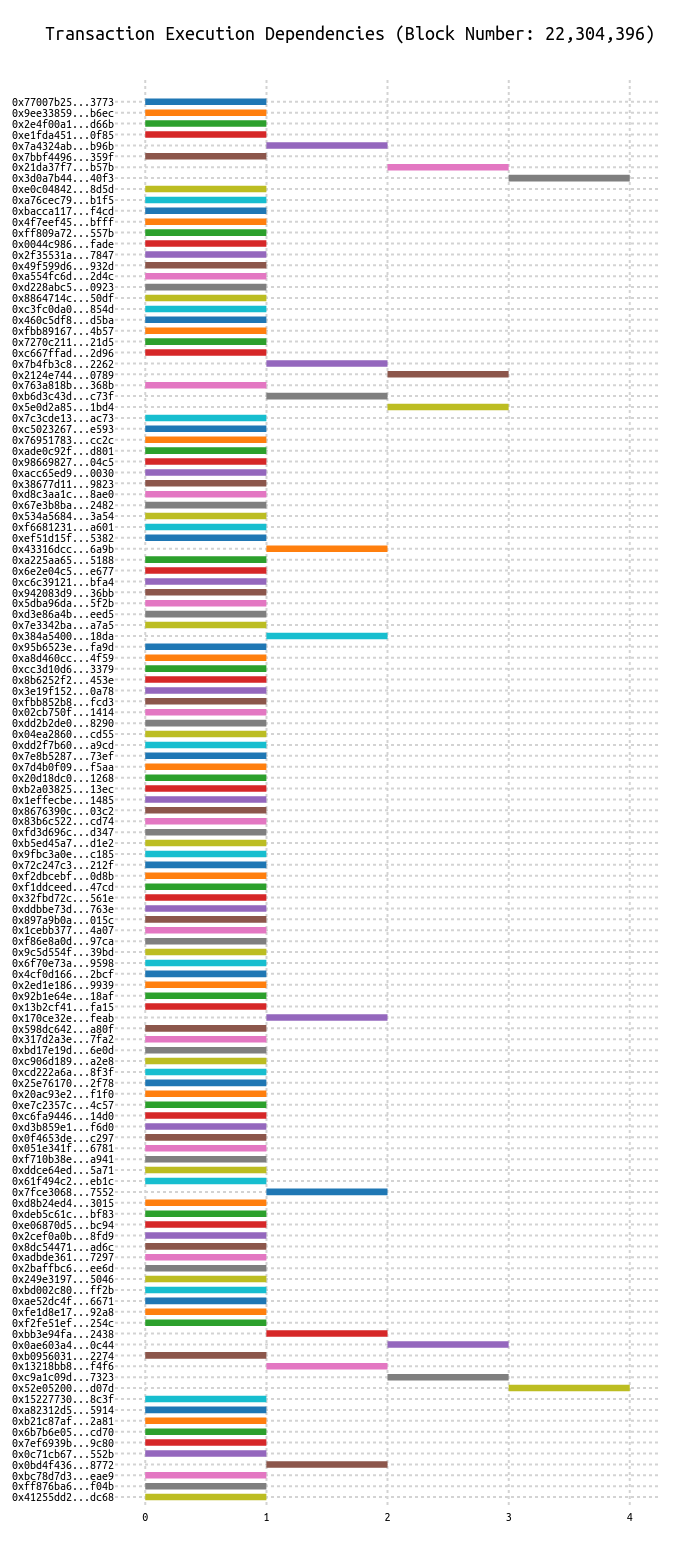 Transaction Execution Dependencies (Block Number: 22,304,396)
0x77007b25...3773
0x9ee33859...b6ec
0x2e4f00a1...d66b
0xe1fda451...0f85
0x7a4324ab...b96b
0x7bbf4496...359f
0x21da37f7...b57b
0x3d0a7b44...40f3
0xe0c04842...8d5d
0xa76cec79...b1f5
0xbacca117...f4cd
0x4f7eef45...bfff
0xff809a72...557b
0x0044c986...fade
0x2f35531a...7847
0x49f599d6...932d
0xa554fc6d...2d4c
0xd228abc5...0923
0x8864714c...50df
0xc3fc0da0...854d
0x460c5df8...d5ba
0xfbb89167...4b57
0x7270c211...21d5
0xc667ffad...2d96
0x7b4fb3c8...2262
0x2124e744...0789
0x763a818b...368b
0xb6d3c43d...c73f
0x5e0d2a85...1bd4
0x7c3cde13...ac73
0xc5023267...e593
0x76951783...cc2c
0xade0c92f...d801
0x98669827...04c5
0xacc65ed9...0030
0x38677d11...9823
0xd8c3aa1c...8ae0
0x67e3b8ba...2482
0x534a5684...3a54
0xf6681231...a601
0xef51d15f...5382
0x43316dcc...6a9b
0xa225aa65...5188
0x6e2e04c5...e677
0xc6c39121...bfa4
0x942083d9...36bb
0x5dba96da...5f2b
0xd3e86a4b...eed5
0x7e3342ba...a7a5
0x384a5400...18da
0x95b6523e...fa9d
0xa8d460cc...4f59
0xcc3d10d6...3379
0x8b6252f2...453e
0x3e19f152...0a78
0xfbb852b8...fcd3
0x02cb750f...1414
0xdd2b2de0...8290
0x04ea2860...cd55
0xdd2f7b60...a9cd
0x7e8b5287...73ef
0x7d4b0f09...f5aa
0x20d18dc0...1268
0xb2a03825...13ec
0x1effecbe...1485
0x8676390c...03c2
0x83b6c522...cd74
0xfd3d696c...d347
0xb5ed45a7...d1e2
0x9fbc3a0e...c185
0x72c247c3...212f
0xf2dbcebf...0d8b
0xf1ddceed...47cd
0x32fbd72c...561e
0xddbbe73d...763e
0x897a9b0a...015c
0x1cebb377...4a07
0xf86e8a0d...97ca
0x9c5d554f...39bd
0x6f70e73a...9598
0x4cf0d166...2bcf
0x2ed1e186...9939
0x92b1e64e...18af
0x13b2cf41...fa15
0x170ce32e...feab
0x598dc642...a80f
0x317d2a3e...7fa2
0xbd17e19d...6e0d
0xc906d189...a2e8
0xcd222a6a...8f3f
0x25e76170...2f78
0x20ac93e2...f1f0
0xe7c2357c...4c57
0xc6fa9446...14d0
0xd3b859e1...f6d0
0x0f4653de...c297
0x051e341f...6781
0xf710b38e...a941
0xddce64ed...5a71
0x61f494c2...eb1c
0x7fce3068...7552
0xd8b24ed4...3015
0xdeb5c61c...bf83
0xe06870d5...bc94
0x2cef0a0b...8fd9
0x8dc54471...ad6c
0xadbde361...7297
0x2baffbc6...ee6d
0x249e3197...5046
0xbd002c80...ff2b
0xae52dc4f...6671
0xfe1d8e17...92a8
0xf2fe51ef...254c
0xbb3e94fa...2438
0x0ae603a4...0c44
0xb0956031...2274
0x13218bb8...f4f6
0xc9a1c09d...7323
0x52e05200...d07d
0x15227730...8c3f
0xa82312d5...5914
0xb21c87af...2a81
0x6b7b6e05...cd70
0x7ef6939b...9c80
0x0c71cb67...552b
0x0bd4f436...8772
0xbc78d7d3...eae9
0xff876ba6...f04b
0x41255dd2...dc68
0 1 2 3 4